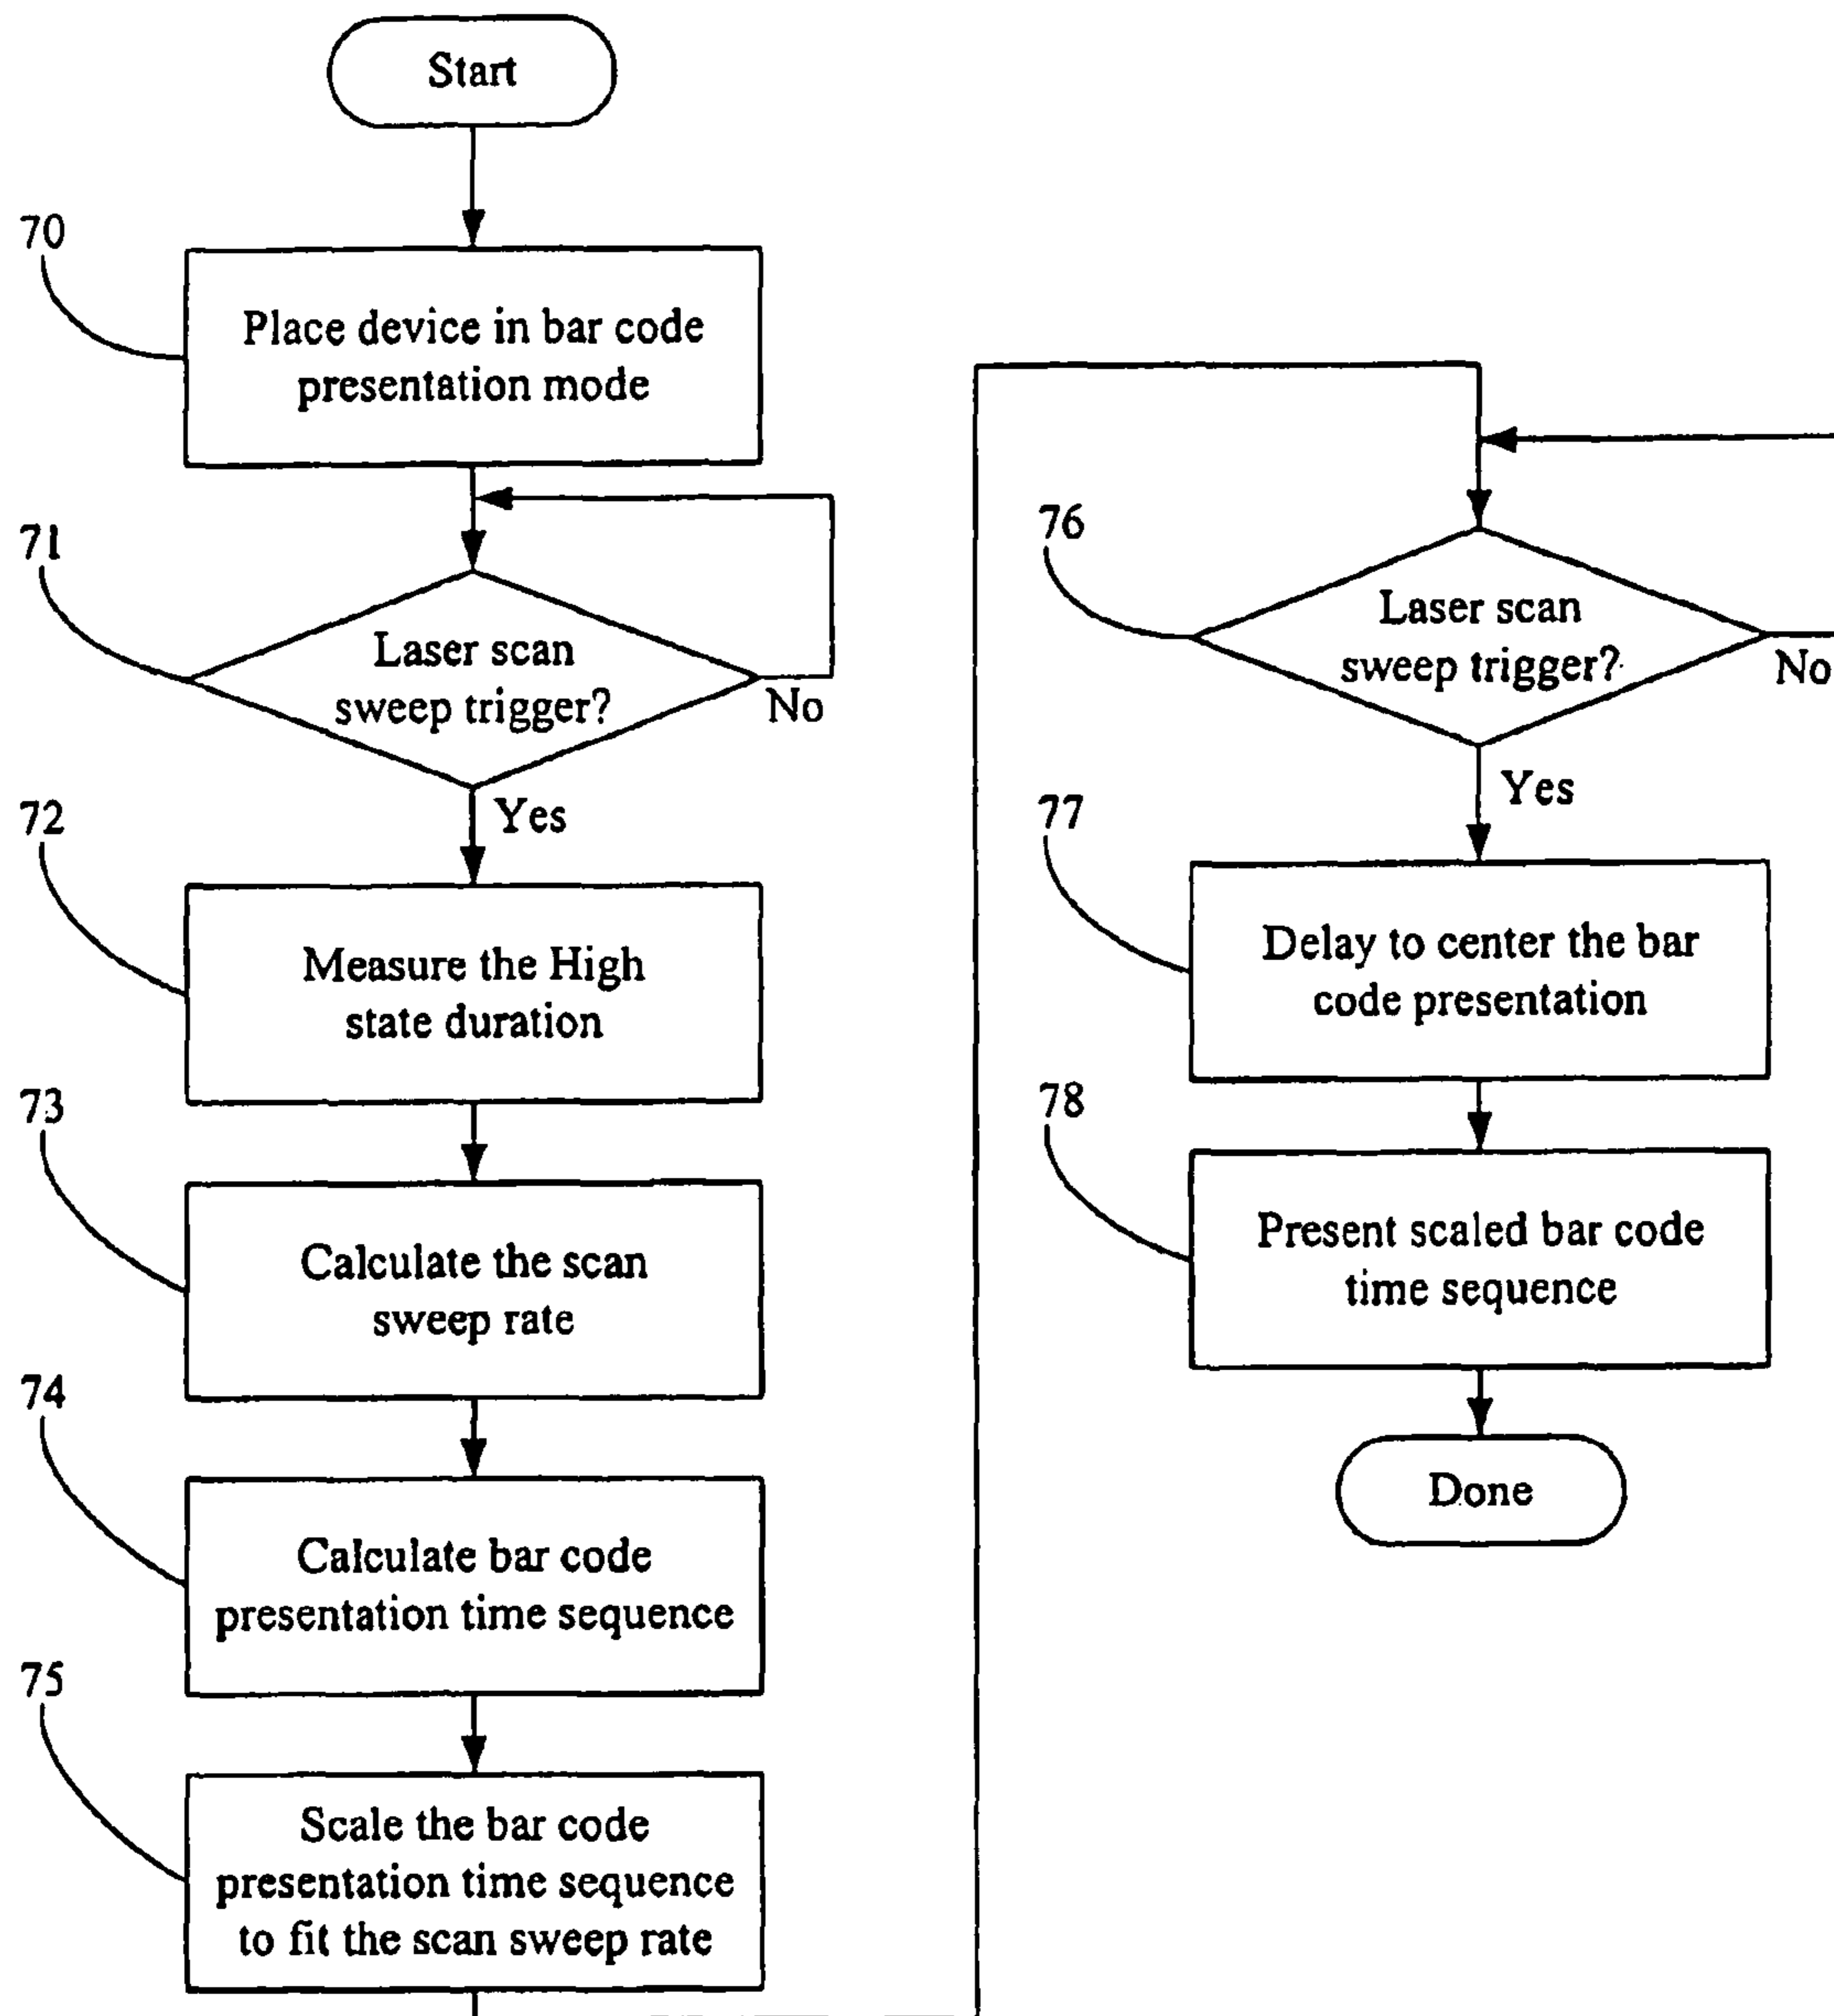 Start
70
Place device in bar code
presentation mode
71
Laser scan
sweep trigger?
No
Yes
72
Measure the High
state duration
73
Calculate the scan
sweep rate
74
Calculate bar code
presentation time sequence
75
Scale the bar code
presentation time sequence
to fit the scan sweep rate
76
Laser scan
sweep trigger?
No
Yes
77
Delay to center the bar
code presentation
78
Present scaled bar code
time sequence
Done